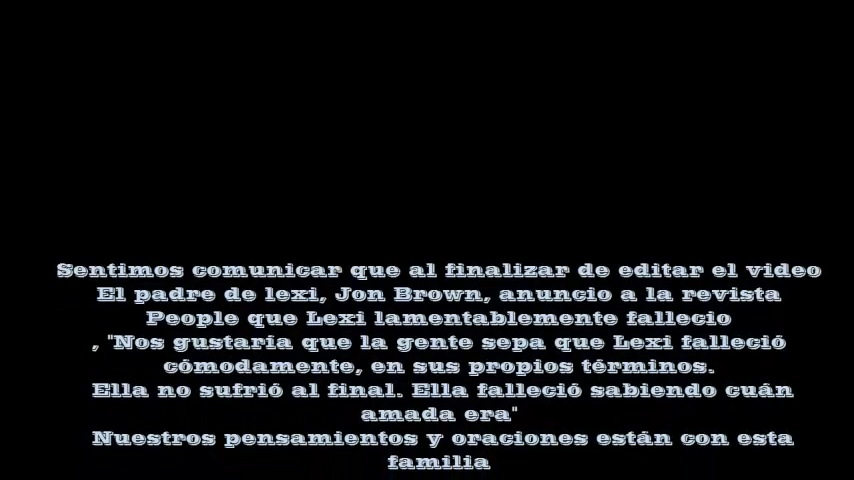 Sentimos comunicar que al finalizar de editar el video
El padre de lexi, Jon Brown, anuncio a la revista
People que Lexi lamentablemente fallecio
, "Nos gustaría que la gente sepa que Lexi falleció
cómodamente, en sus propios términos.
Ella no sufrió al final. Ella falleció sabiendo cuán
amada era"
Nuestros pensamientos y oraciones están con esta
familia